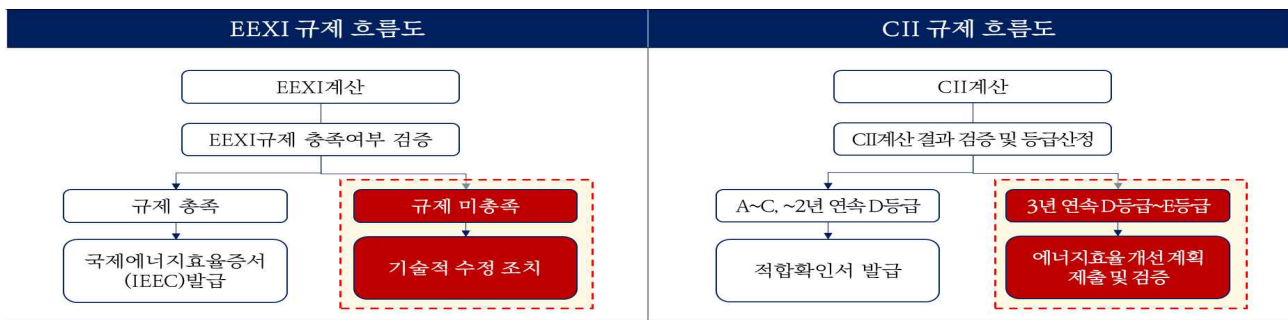 EEXI 규제 흐름도
EEXI계산
EEXI규제 충족여부 검증
규제 충족
규제 미충족
국제에너지효율증서
(IEEC)발급
기술적 수정 조치
CII 규제 흐름도
CII계산
CII계산 결과 검증 및 등급산정
A~C, ~2년 연속 D등급
3년 연속 D등급~E등급
적합확인서 발급
에너지효율 개선 계획
제출 및 검증